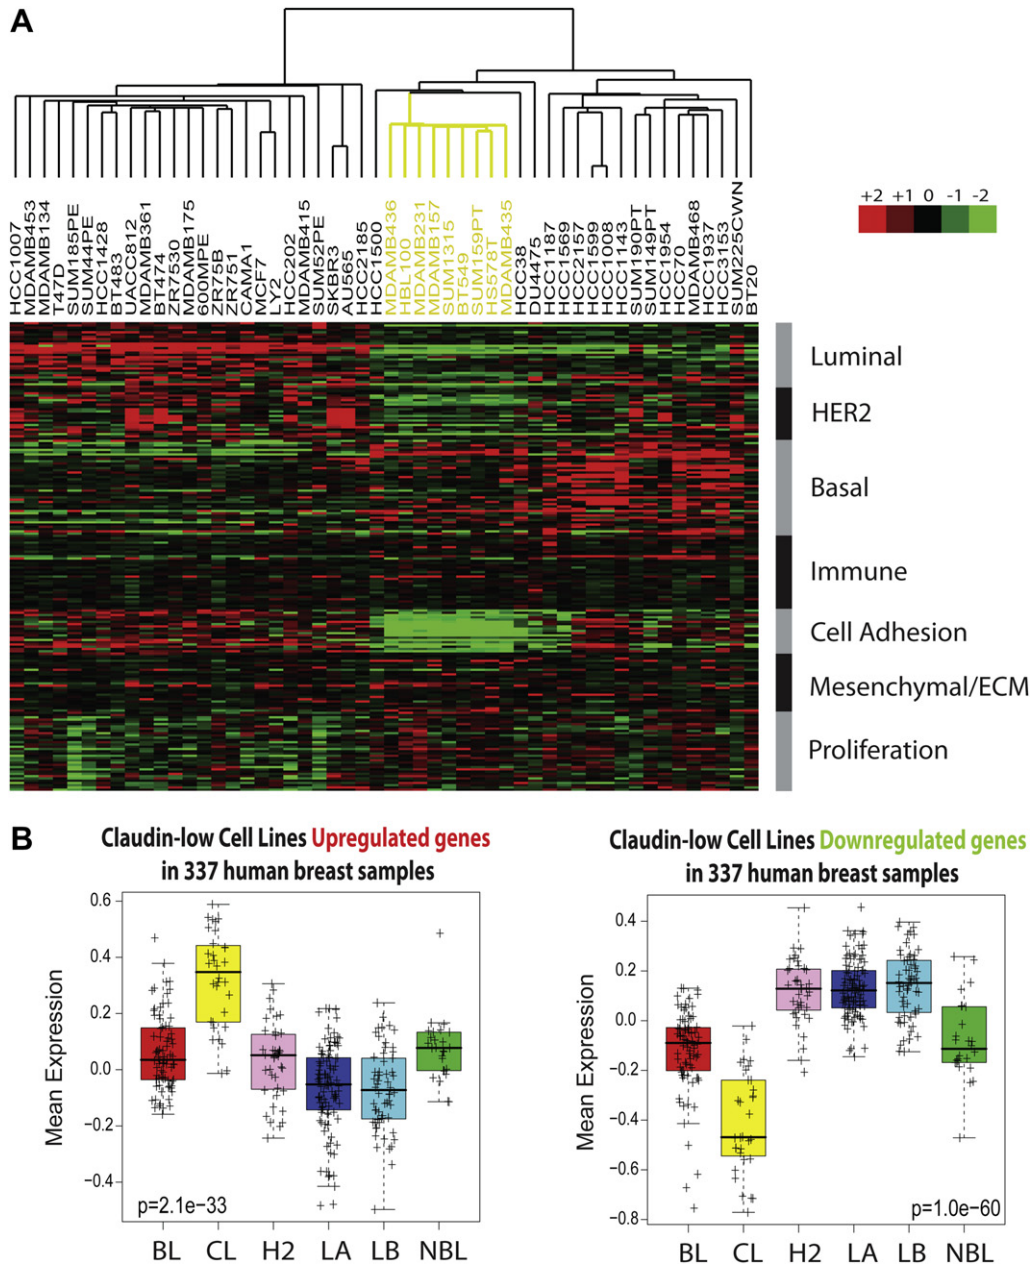 A
+2 +1 0 -1 -2
HCC1007
MDAMB453
MDAMB134
T47D
SUM185PE
SUM44PE
HCC1428
BT483
UACC812
MDAMB361
BT474
ZR7530
MDAMB175
600MPE
ZR75B
ZR751
CAMA1
MCF7
LY2
HCC202
MDAMB415
SUM52PE
SKBR3
AU565
HCC2185
HCC1500
MDAMB436
HBL100
MDAMB231
MDAMB157
SUM1315
BT549
SUM159PT
HS578T
MDAMB435
HCC38
DU4475
HCC1187
HCC1569
HCC2157
HCC1599
HCC1008
HCC1143
SUM190PT
SUM149PT
HCC1954
HCC70
MDAMB468
HCC1937
HCC3153
SUM225CWN
BT20
Luminal
HER2
Basal
Immune
Cell Adhesion
Mesenchymal/ECM
Proliferation
B
Claudin-low Cell Lines Upregulated genes
in 337 human breast samples
Mean Expression
0.6
0.4
0.2
0.0
−0.2
−0.4
p=2.1e−33
BL CL H2 LA LB NBL
Claudin-low Cell Lines Downregulated genes
in 337 human breast samples
Mean Expression
0.4
0.2
0.0
−0.2
−0.4
−0.6
−0.8
p=1.0e−60
BL CL H2 LA LB NBL